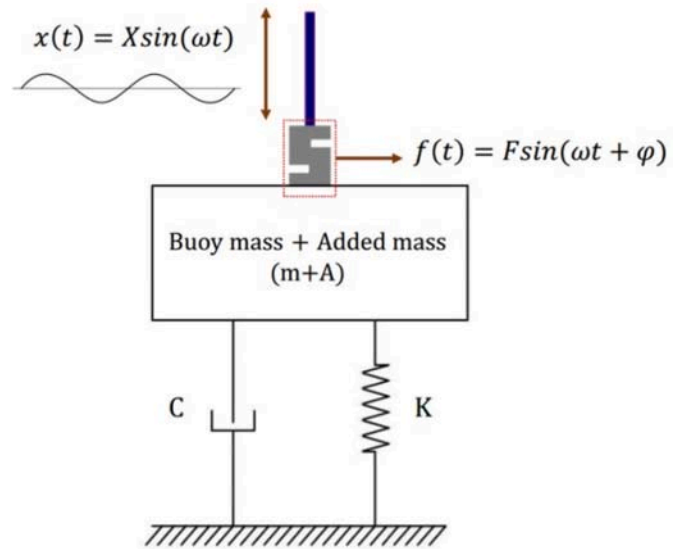 x(t) = Xsin(ωt)
f(t) = Fsin(ωt + φ)
Buoy mass + Added mass
(m+A)
C
K